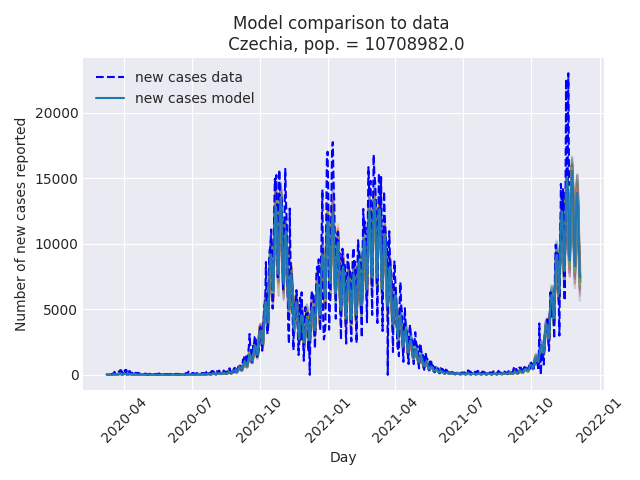 Model comparison to data
Czechia, pop. = 10708982.0
new cases data
new cases model
Number of new cases reported
20000
15000
10000
5000
0
2020-04
2020-07
2020-10
2021-01
2021-04
2021-07
2021-10
2022-01
Day